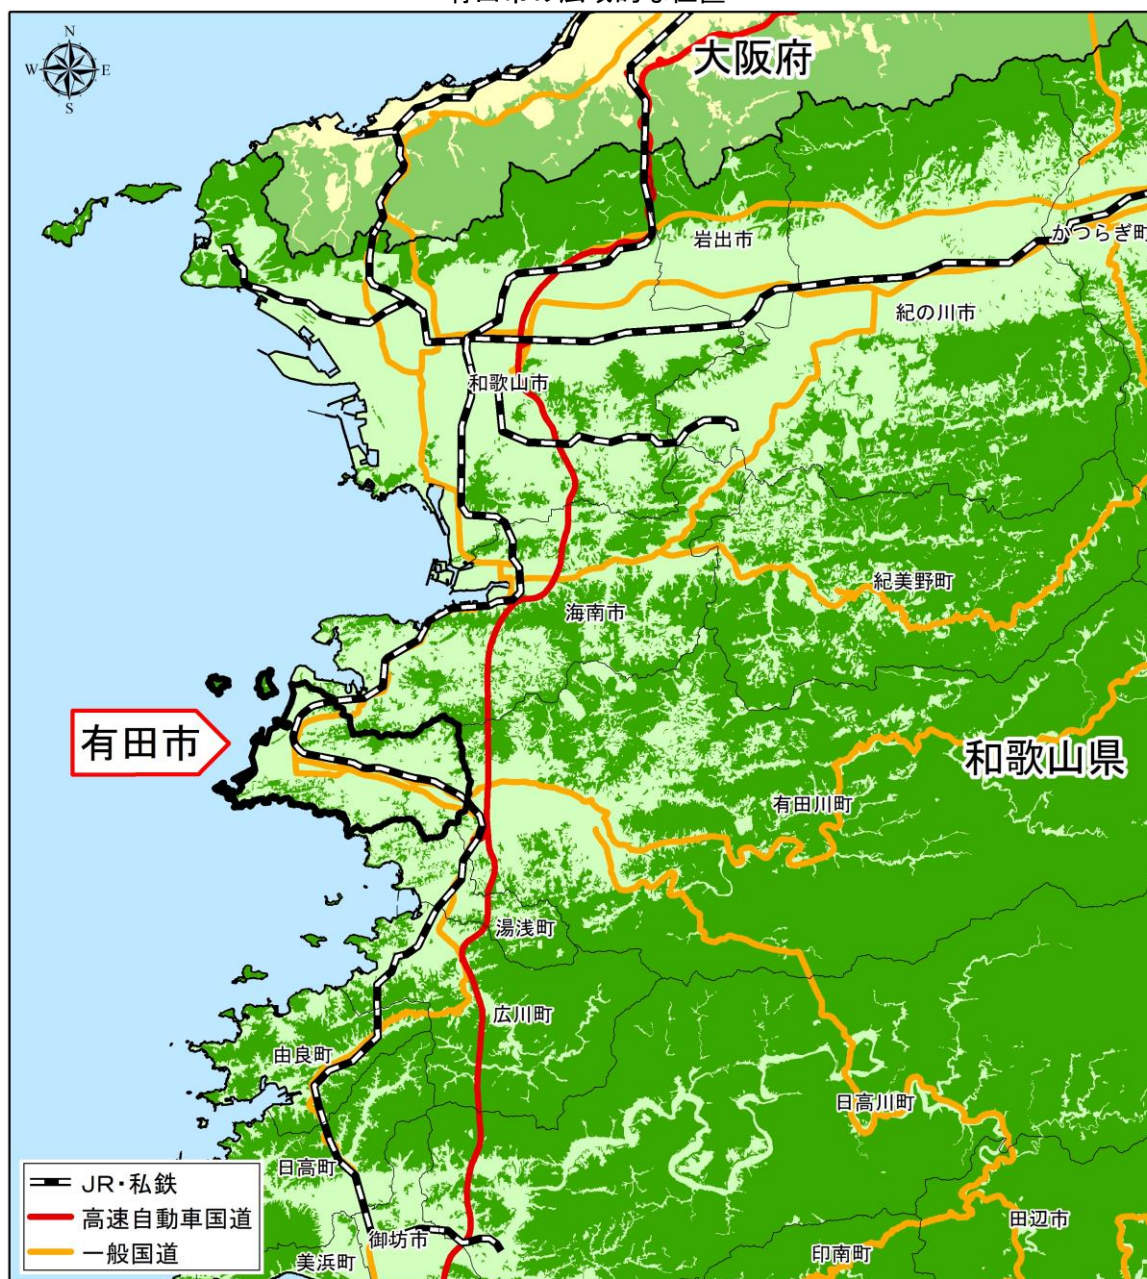 N
W E
S
大阪府
岩出市
かつらぎ町
紀の川市
和歌山市
紀美野町
海南市
有田市
和歌山県
有田川町
湯浅町
広川町
由良町
日高川町
日高町
田辺市
御坊市
印南町
美浜町
JR・私鉄
高速自動車国道
一般国道